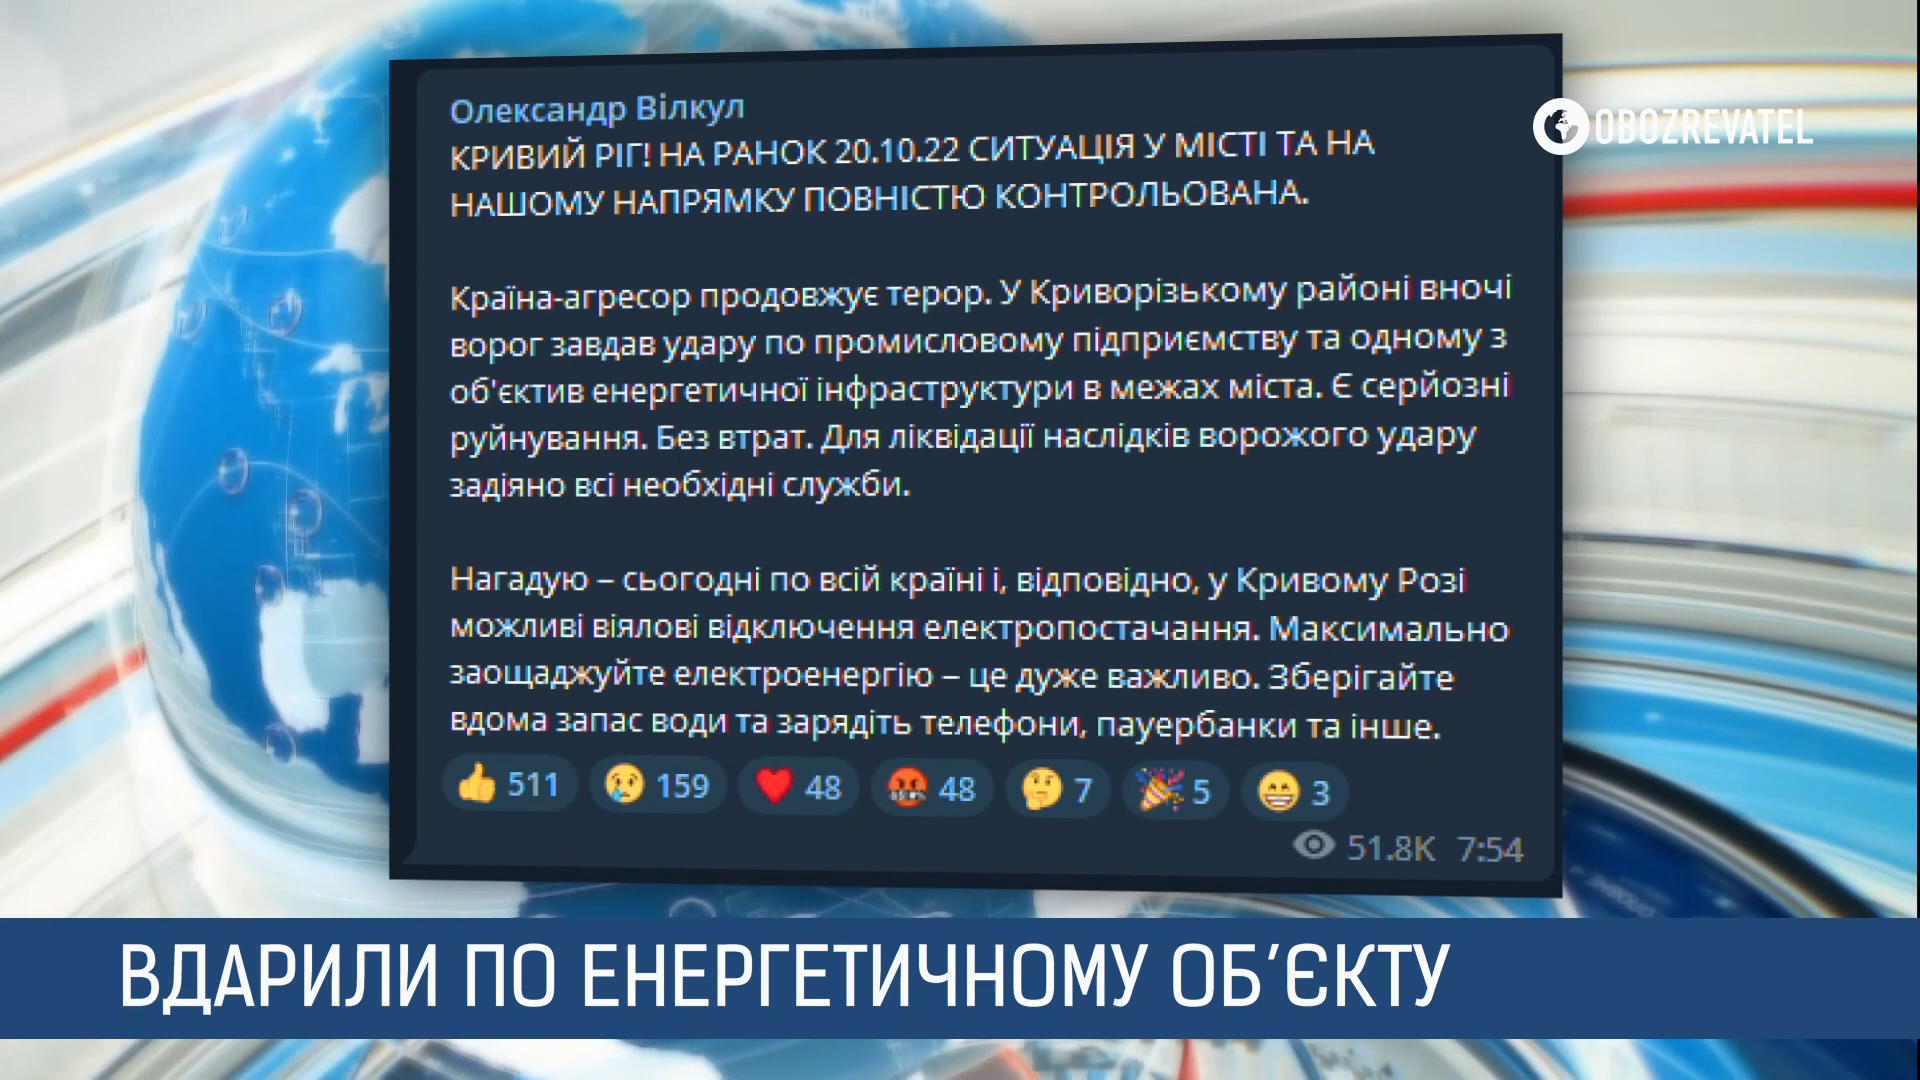 Олександр Вілкул
КРИВИЙ РІГ! НА РАНОК 20.10.22 СИТУАЦІЯ У МІСТІ ТА НА
НАШОМУ НАПРЯМКУ ПОВНІСТЮ КОНТРОЛЬОВАНА.
OBOZREVATEL
Країна-агресор продовжує терор. У Криворізькому районі вночі
ворог завдав удару по промисловому підприємству та одному з
об'єктив енергетичної інфраструктури в межах міста. Є серйозні
руйнування. Без втрат. Для ліквідації наслідків ворожого удару
задіяно всі необхідні служби.
Нагадую – сьогодні по всій країні і, відповідно, у Кривому Розі
можливі віялові відключення електропостачання. Максимально
заощаджуйте електроенергію – це дуже важливо. Зберігайте
вдома запас води та зарядіть телефони, пауербанки та інше.
👍 511 😢 159 ❤ 48 🤬 48 🤔 7 🎉 5 😁 3
51.8K 7:54
ВДАРИЛИ ПО ЕНЕРГЕТИЧНОМУ ОБ’ЄКТУ